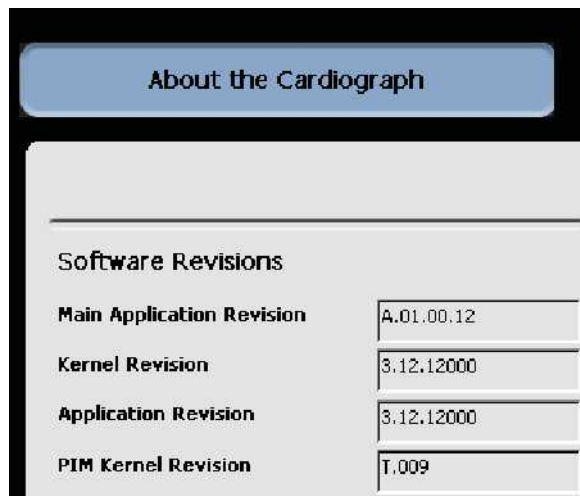 About the Cardiograph
Software Revisions
Main Application Revision A.01.00.12
Kernel Revision 3.12.12000
Application Revision 3.12.12000
PIM Kernel Revision T.009